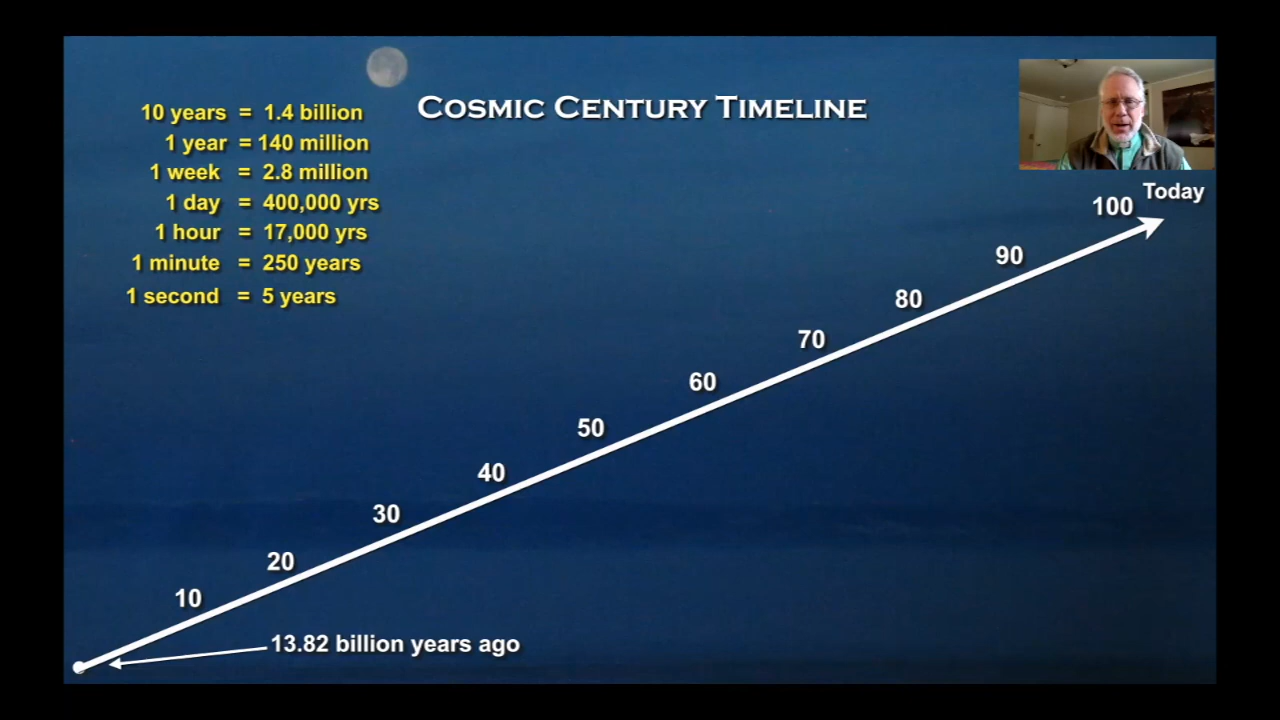 COSMIC CENTURY TIMELINE
10 years = 1.4 billion
1 year = 140 million
1 week = 2.8 million
1 day = 400,000 yrs
1 hour = 17,000 yrs
1 minute = 250 years
1 second = 5 years
Today
100
90
80
70
60
50
40
30
20
10
13.82 billion years ago